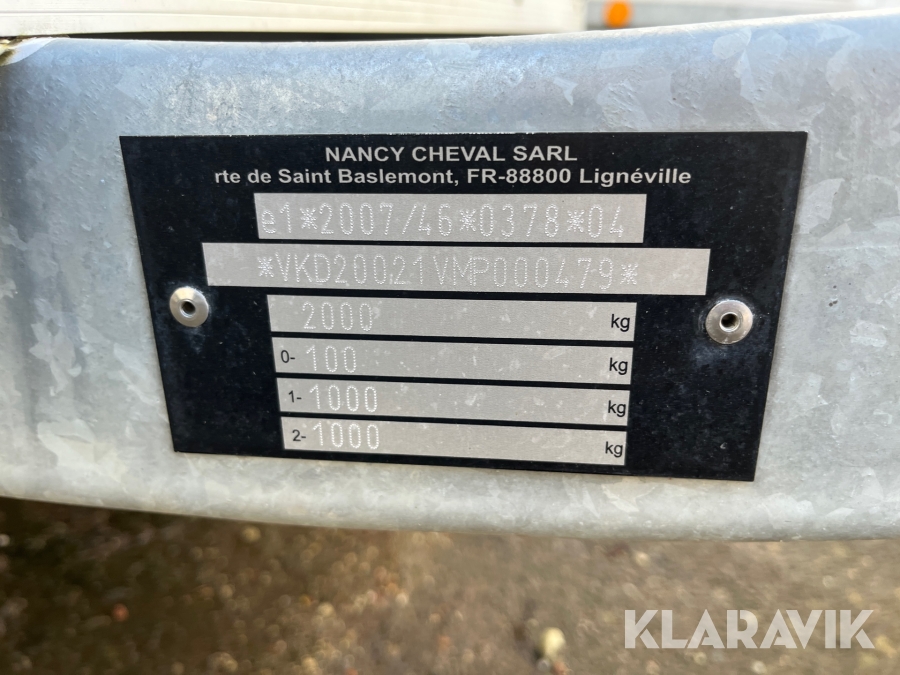 NANCY CHEVAL SARL
rte de Saint Baslemont, FR-88800 Lignéville
e1*2007/46*0378*04
*VKD20021VMP000479*
2000 kg
0- 100 kg
1- 1000 kg
2- 1000 kg
KLARAVIK